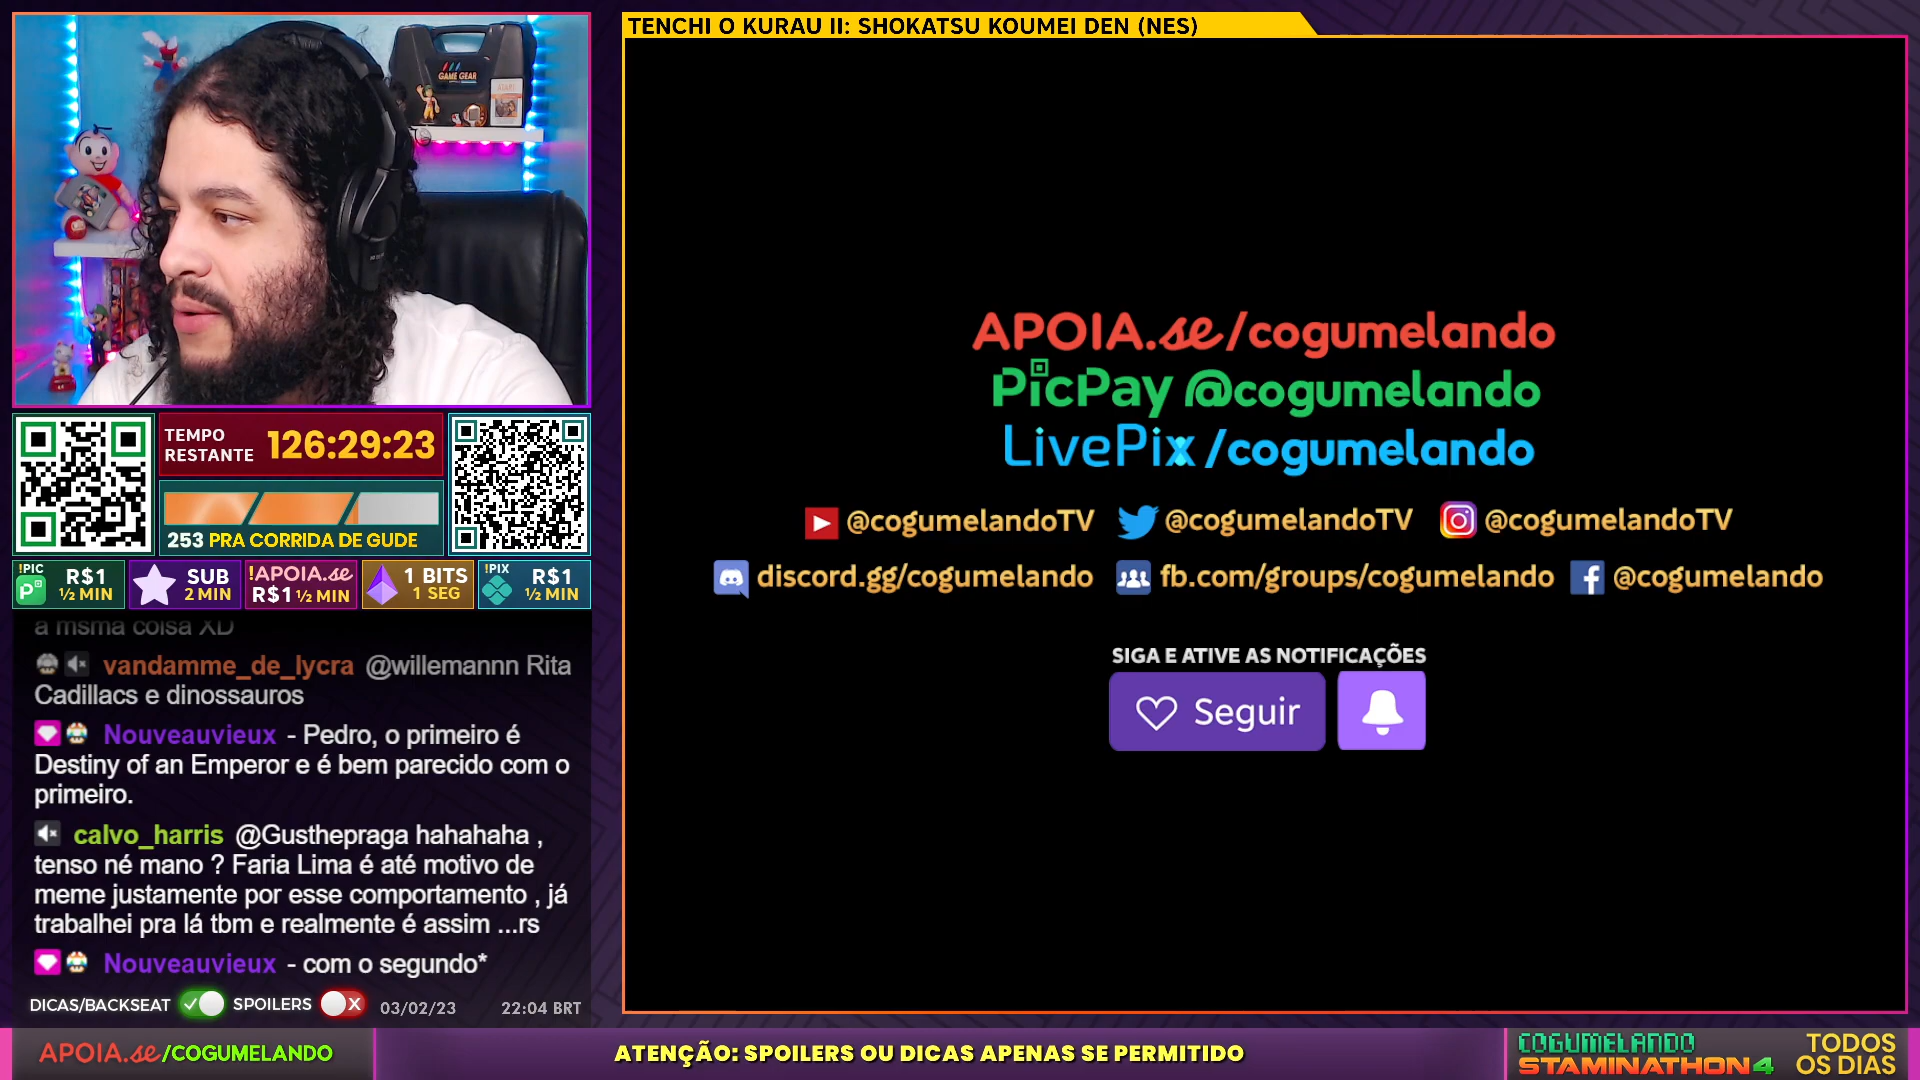 TENCHI O KURAU II: SHOKATSU KOUMEI DEN (NES)
GAME GEAR
TEMPO RESTANTE 126:29:23
253 PRA CORRIDA DE GUDE
!PIC R$1 ½ MIN
SUB 2 MIN
!APOIA.se R$1 ½ MIN
1 BITS 1 SEG
!PIX R$1 ½ MIN
a msma coisa XD
vandamme_de_lycra @willemannn Rita
Cadillacs e dinossauros
Nouveauvieux - Pedro, o primeiro é
Destiny of an Emperor e é bem parecido com o
primeiro.
calvo_harris @Gusthepraga hahahaha ,
tenso né mano ? Faria Lima é até motivo de
meme justamente por esse comportamento , já
trabalhei pra lá tbm e realmente é assim ...rs
Nouveauvieux - com o segundo*
DICAS/BACKSEAT SPOILERS X 03/02/23 22:04 BRT
APOIA.se/cogumelando
PicPay @cogumelando
LivePix/cogumelando
@cogumelandoTV @cogumelandoTV @cogumelandoTV
discord.gg/cogumelando fb.com/groups/cogumelando @cogumelando
SIGA E ATIVE AS NOTIFICAÇÕES
Seguir
APOIA.se/COGUMELANDO
ATENÇÃO: SPOILERS OU DICAS APENAS SE PERMITIDO
COGUMELANDO
STAMINATHON 4
TODOS
OS DIAS